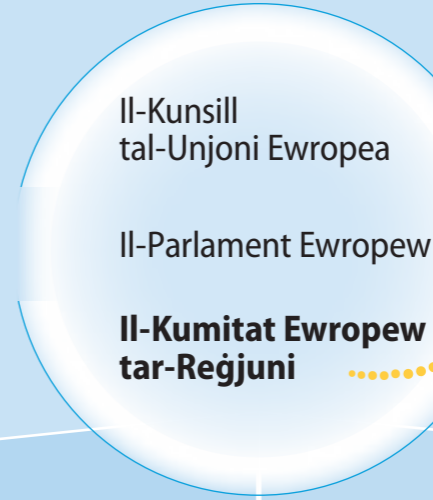 Il-Kunsill
tal-Unjoni Ewropea
Il-Parlament Ewropew
Il-Kumitat Ewropew
tar-Reġjuni